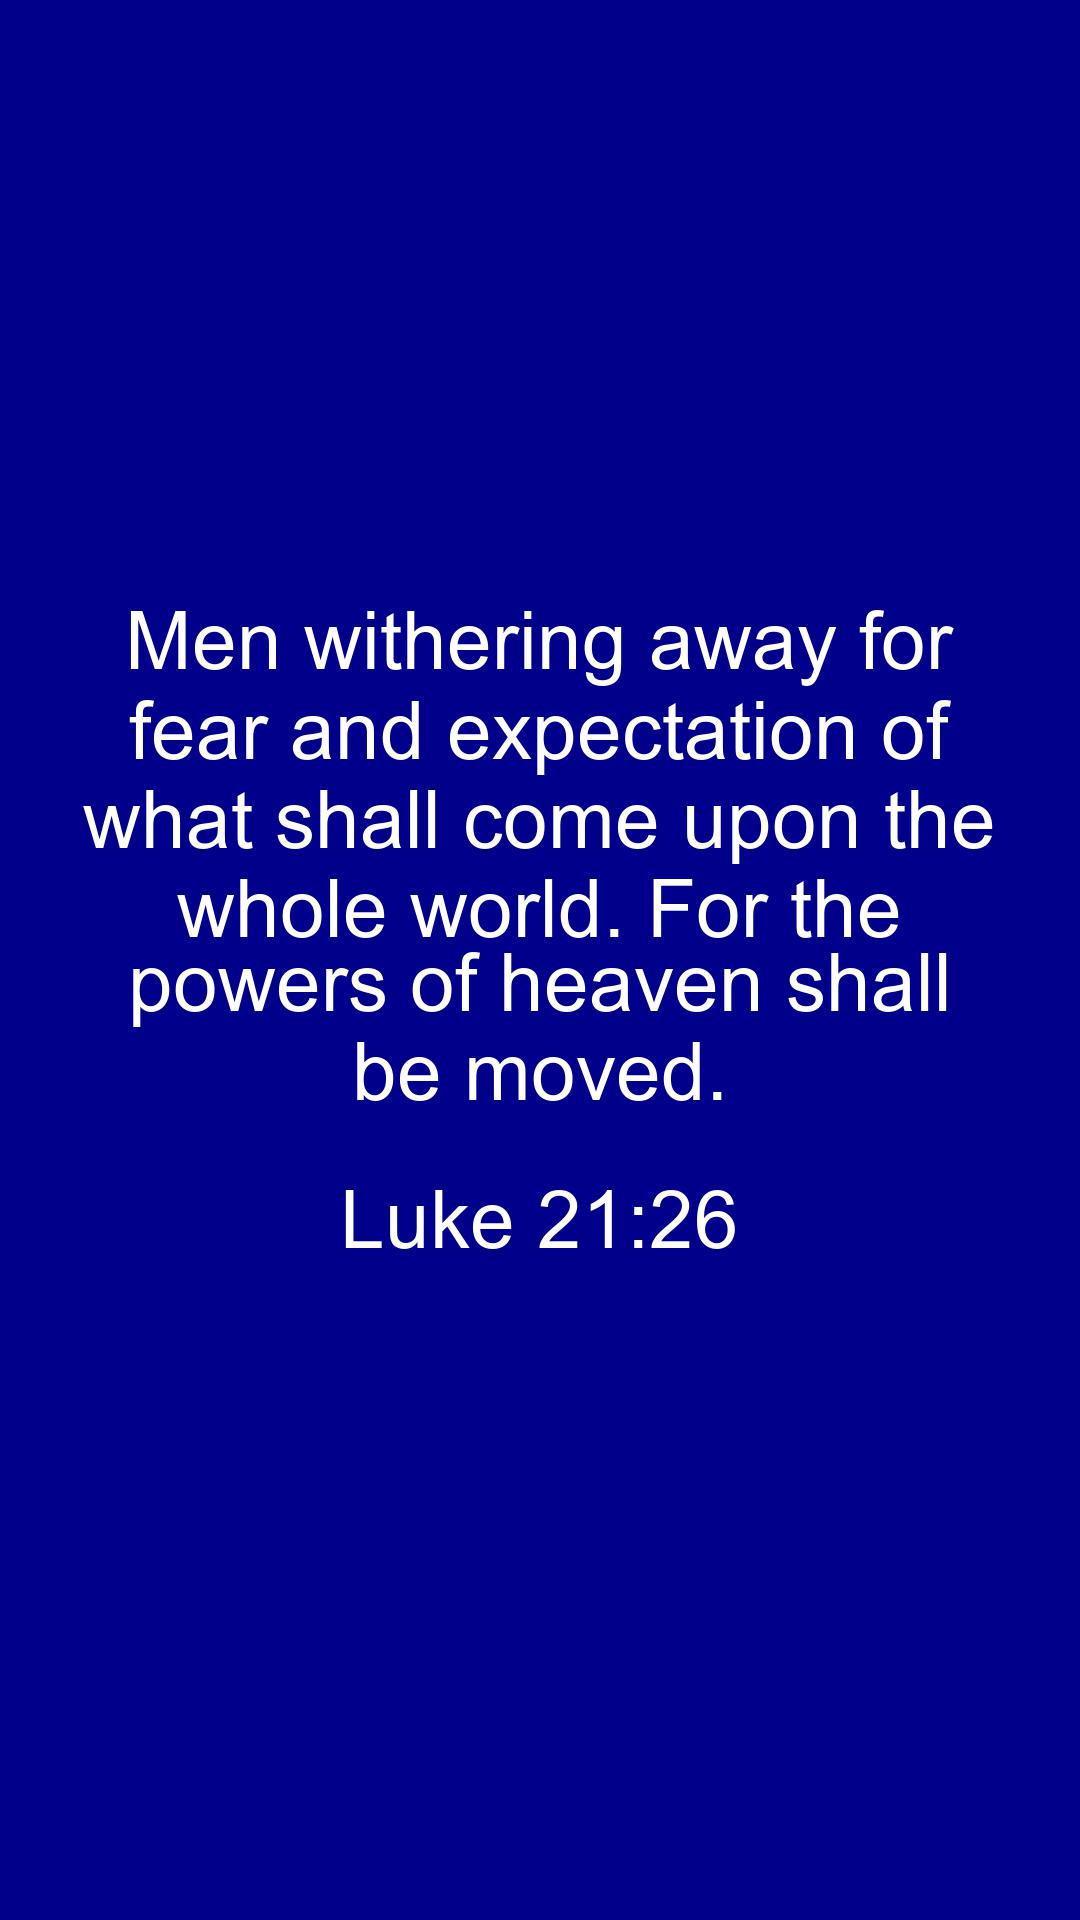 Men withering away for
fear and expectation of
what shall come upon the
whole world. For the
powers of heaven shall
be moved.
Luke 21:26